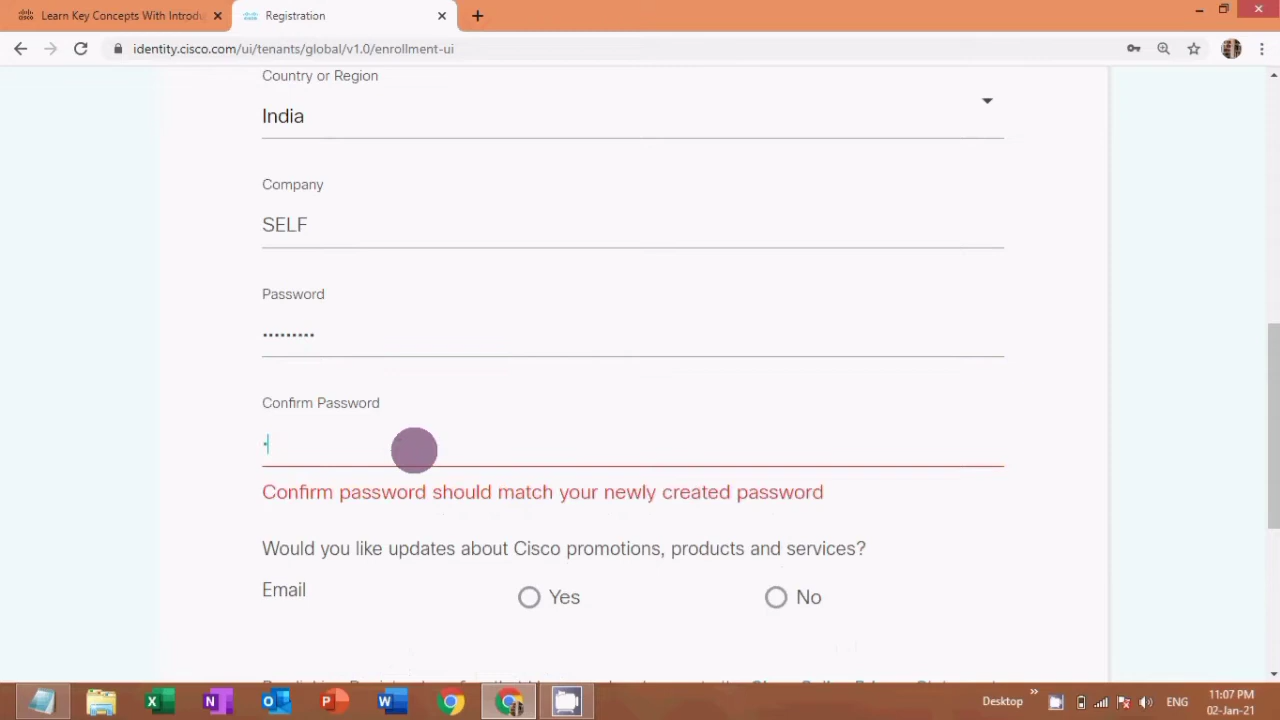 Learn Key Concepts With Introdu
Registration
identity.cisco.com/ui/tenants/global/v1.0/enrollment-ui
Country or Region
India
Company
SELF
Password
•••••••••
Confirm Password
•
Confirm password should match your newly created password
Would you like updates about Cisco promotions, products and services?
Email
Yes
No
Desktop
ENG
11:07 PM
02-Jan-21